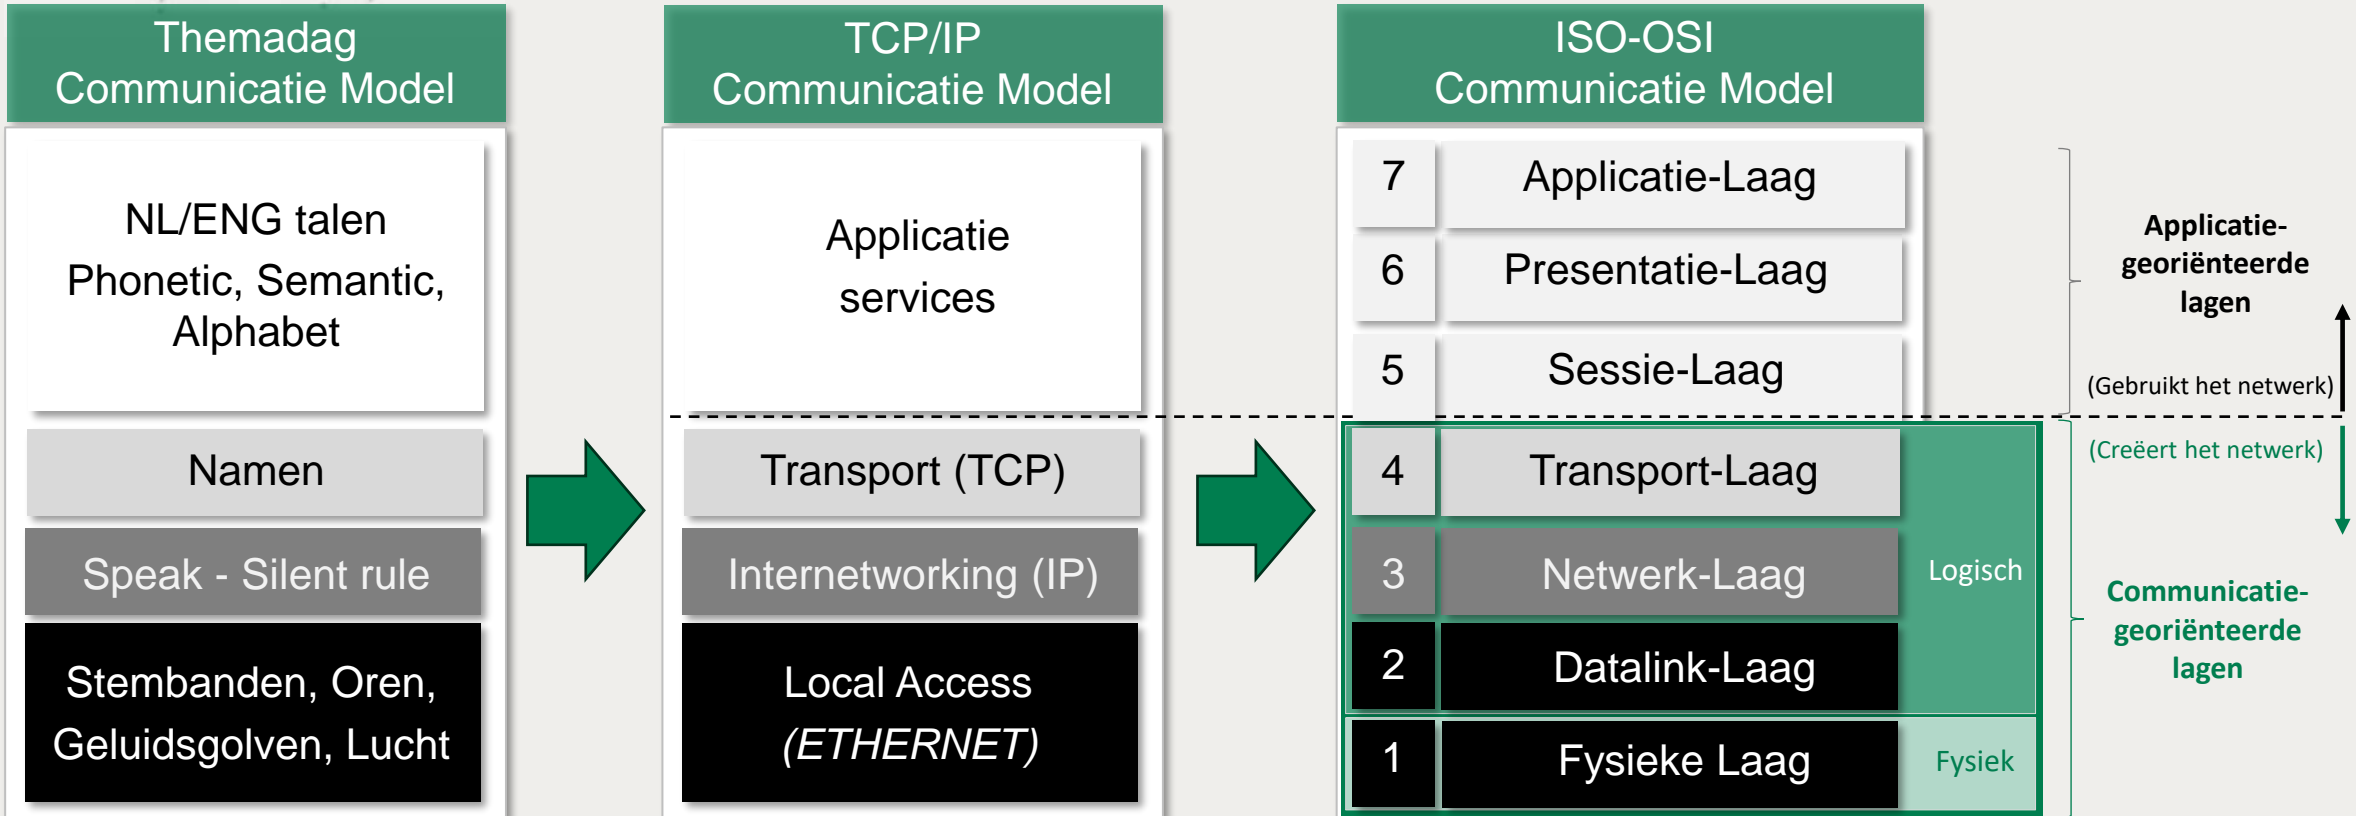 Themadag
Communicatie Model
NL/ENG talen
Phonetic, Semantic,
Alphabet
Namen
Speak - Silent rule
Stembanden, Oren,
Geluidsgolven, Lucht
TCP/IP
Communicatie Model
Applicatie
services
Transport (TCP)
Internetworking (IP)
Local Access
(ETHERNET)
ISO-OSI
Communicatie Model
7 Applicatie-Laag
6 Presentatie-Laag
5 Sessie-Laag
4 Transport-Laag
3 Netwerk-Laag
2 Datalink-Laag
1 Fysieke Laag
Logisch
Fysiek
Applicatie-
georiënteerde
lagen
(Gebruikt het netwerk)
(Creëert het netwerk)
Communicatie-
georiënteerde
lagen